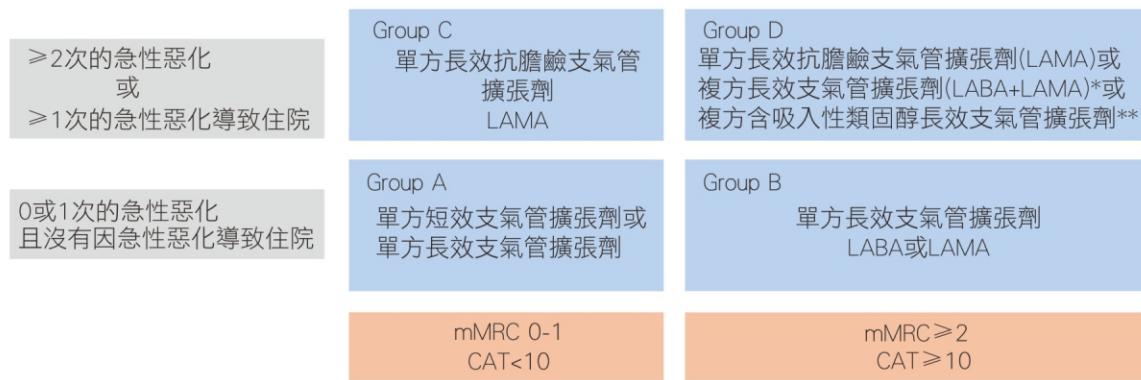 ≥2次的急性惡化
或
≥1次的急性惡化導致住院
Group C
單方長效抗膽鹼支氣管
擴張劑
LAMA
Group D
單方長效抗膽鹼支氣管擴張劑(LAMA)或
複方長效支氣管擴張劑(LABA+LAMA)*或
複方含吸入性類固醇長效支氣管擴張劑**
0或1次的急性惡化
且沒有因急性惡化導致住院
Group A
單方短效支氣管擴張劑或
單方長效支氣管擴張劑
Group B
單方長效支氣管擴張劑
LABA或LAMA
mMRC 0-1
CAT<10
mMRC≥2
CAT≥10